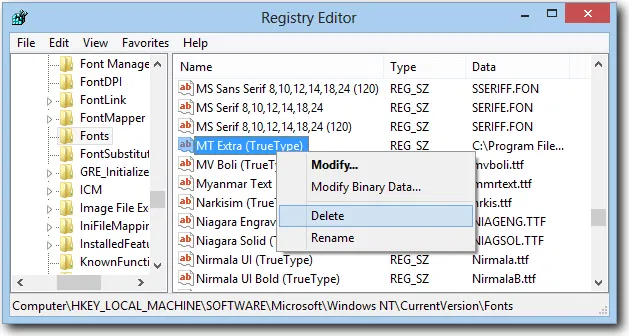 Registry Editor
File Edit View Favorites Help
Font Manage
FontDPI
FontLink
FontMapper
Fonts
FontSubstitut
GRE_Initialize
ICM
Image File Ex
IniFileMappin
InstalledFeatu
KnownFuncti
Name Type Data
MS Sans Serif 8,10,12,14,18,24 (120) REG_SZ SSERIFF.FON
MS Serif 8,10,12,14,18,24 REG_SZ SERIFE.FON
MS Serif 8,10,12,14,18,24 (120) REG_SZ SERIFF.FON
MT Extra (TrueType) REG_SZ C:\Program File...
MV Boli (TrueType) mvboli.ttf
Myanmar Text mmrtext.ttf
Narkisim (TrueT nrkis.ttf
Niagara Engrav NIAGENG.TTF
Niagara Solid (T NIAGSOL.TTF
Nirmala UI (TrueType) REG_SZ Nirmala.ttf
Nirmala UI Bold (TrueType) REG_SZ NirmalaB.ttf
Modify...
Modify Binary Data...
Delete
Rename
Computer\HKEY_LOCAL_MACHINE\SOFTWARE\Microsoft\Windows NT\CurrentVersion\Fonts